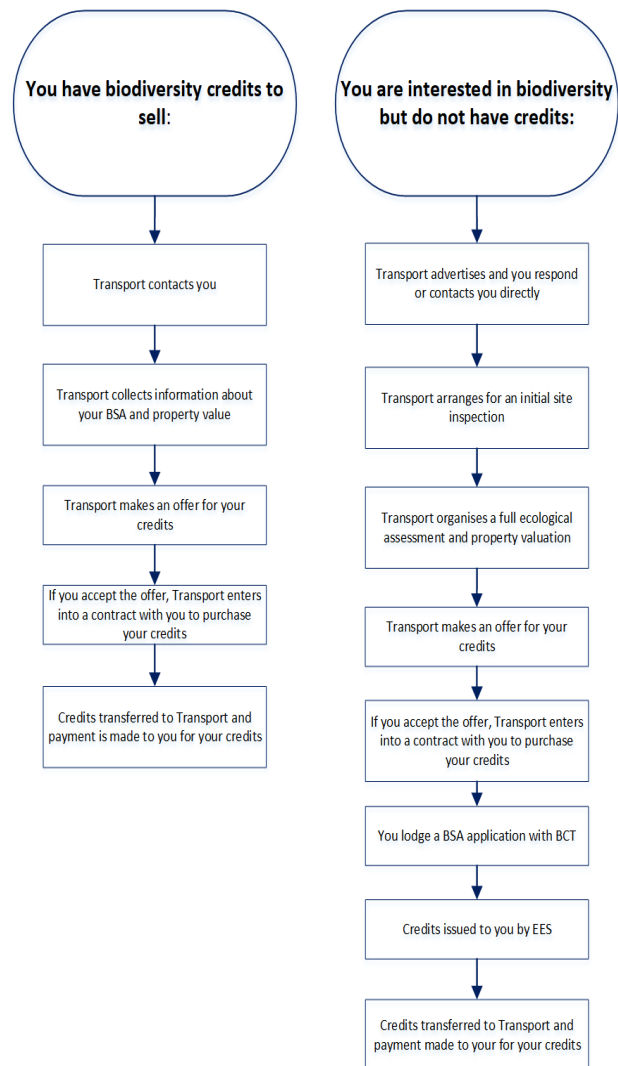 You have biodiversity credits to
sell:
Transport contacts you
Transport collects information about
your BSA and property value
Transport makes an offer for your
credits
If you accept the offer, Transport enters
into a contract with you to purchase
your credits
Credits transferred to Transport and
payment is made to you for your credits
You are interested in biodiversity
but do not have credits:
Transport advertises and you respond
or contacts you directly
Transport arranges for an initial site
inspection
Transport organises a full ecological
assessment and property valuation
Transport makes an offer for your
credits
If you accept the offer, Transport enters
into a contract with you to purchase
your credits
You lodge a BSA application with BCT
Credits issued to you by EES
Credits transferred to Transport and
payment made to your for your credits